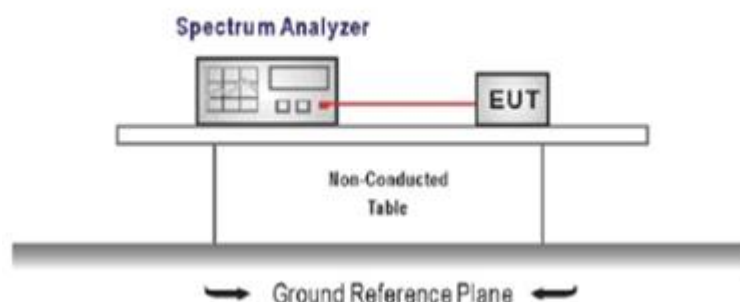 Spectrum Analyzer
EUT
Non-Conducted
Table
Ground Reference Plane